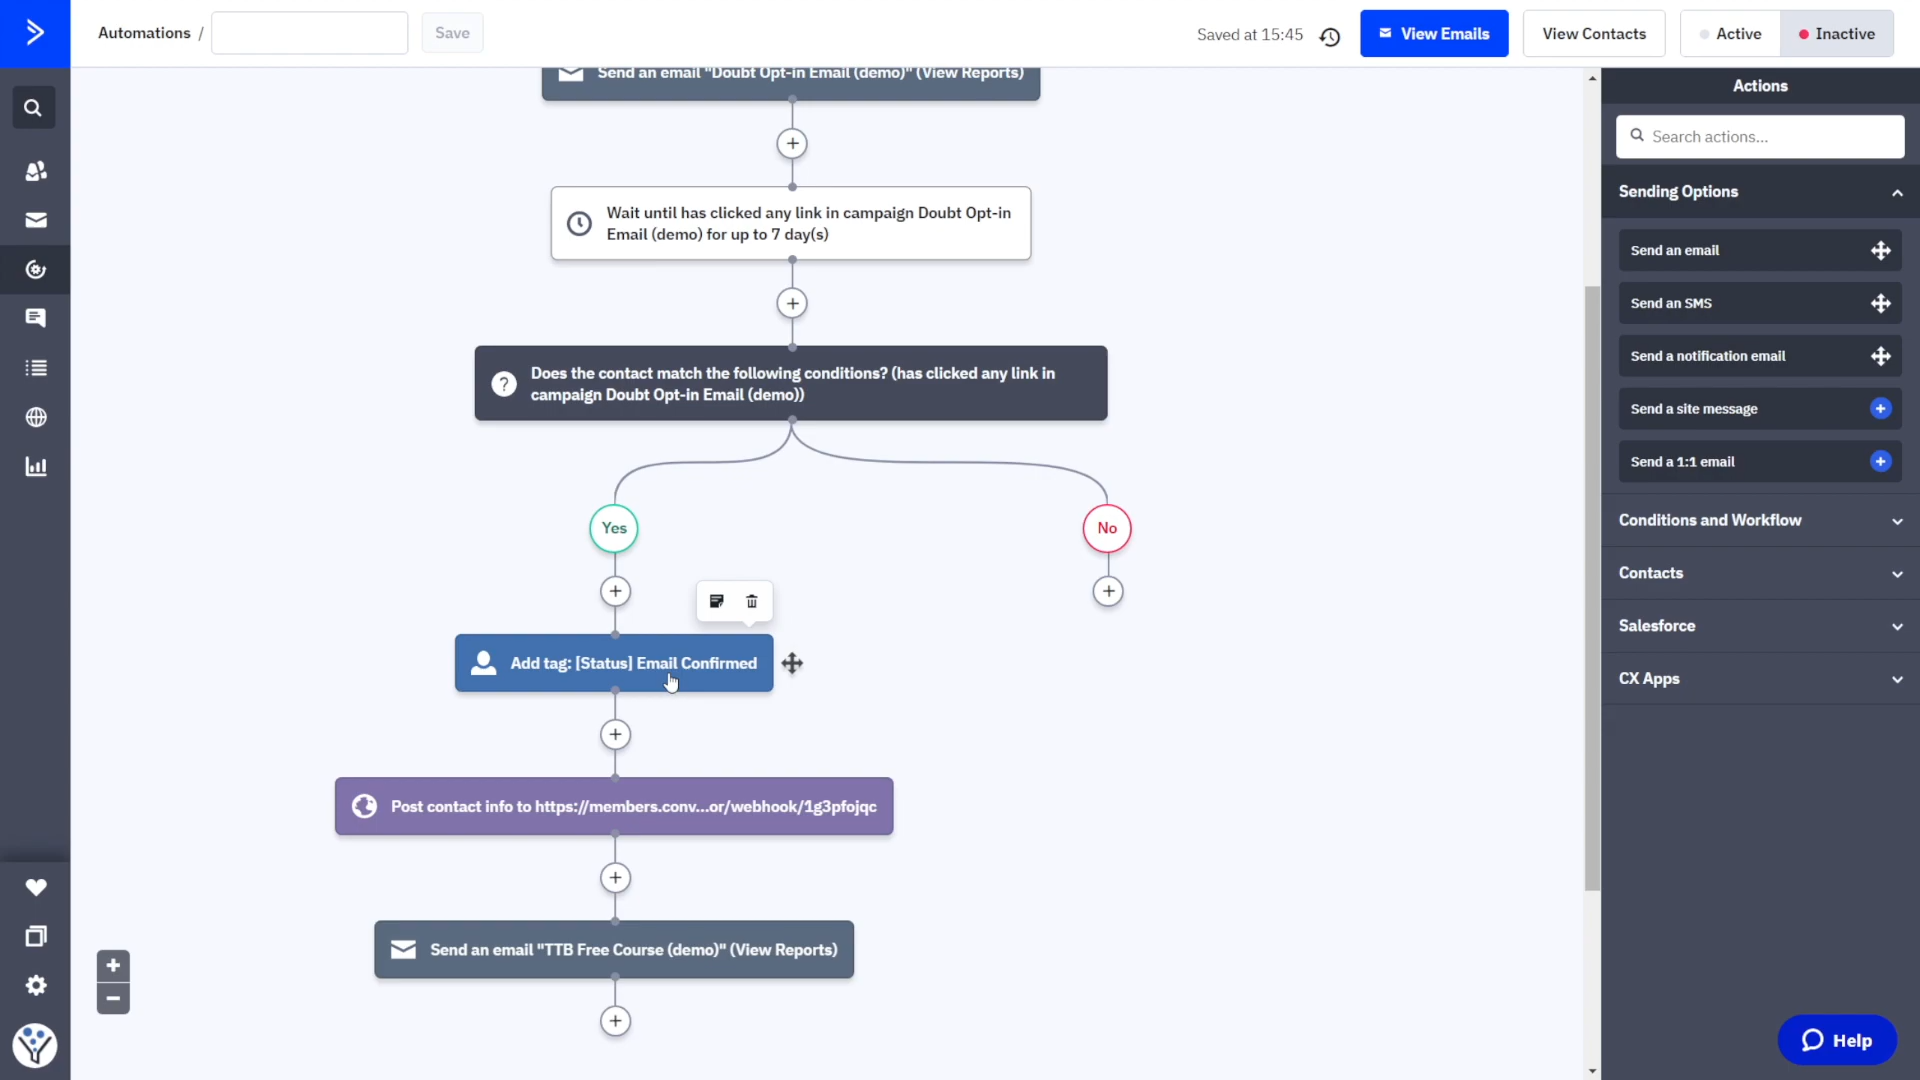 Automations /
Save
Saved at 15:45
View Emails
View Contacts
Active
Inactive
Send an email "Doubt Opt-in Email (demo)" (View Reports)
Wait until has clicked any link in campaign Doubt Opt-in
Email (demo) for up to 7 day(s)
Does the contact match the following conditions? (has clicked any link in
campaign Doubt Opt-in Email (demo))
Yes
No
Add tag: [Status] Email Confirmed
Post contact info to https://members.conv...or/webhook/1g3pfojqc
Send an email "TTB Free Course (demo)" (View Reports)
Actions
Search actions...
Sending Options
Send an email
Send an SMS
Send a notification email
Send a site message
Send a 1:1 email
Conditions and Workflow
Contacts
Salesforce
CX Apps
Help